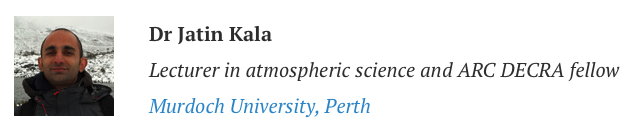 Dr Jatin Kala
Lecturer in atmospheric science and ARC DECRA fellow
Murdoch University, Perth